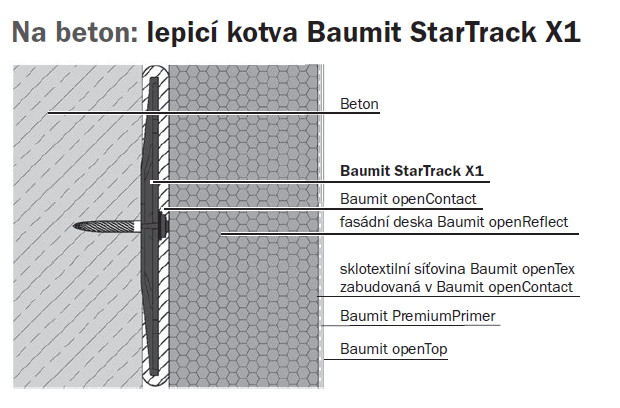 Na beton: lepicí kotva Baumit StarTrack X1
Beton
Baumit StarTrack X1
Baumit openContact
fasádní deska Baumit openReflect
sklotextilní síťovina Baumit openTex
zabudovaná v Baumit openContact
Baumit PremiumPrimer
Baumit openTop